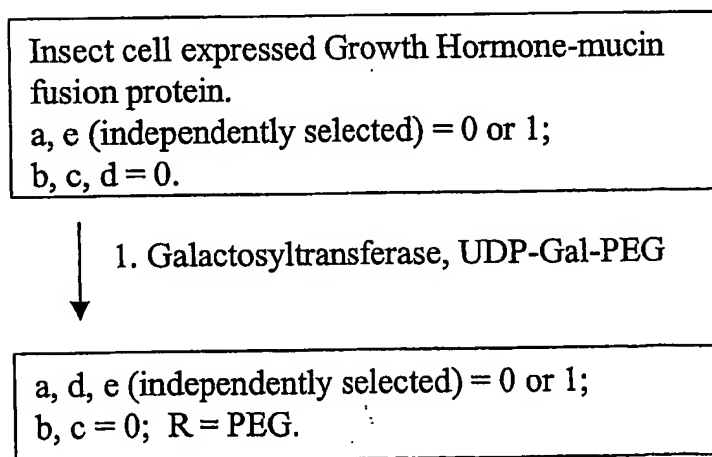 Insect cell expressed Growth Hormone-mucin
fusion protein.
a, e (independently selected) = 0 or 1;
b, c, d = 0.
1. Galactosyltransferase, UDP-Gal-PEG
a, d, e (independently selected) = 0 or 1;
b, c = 0; R = PEG.